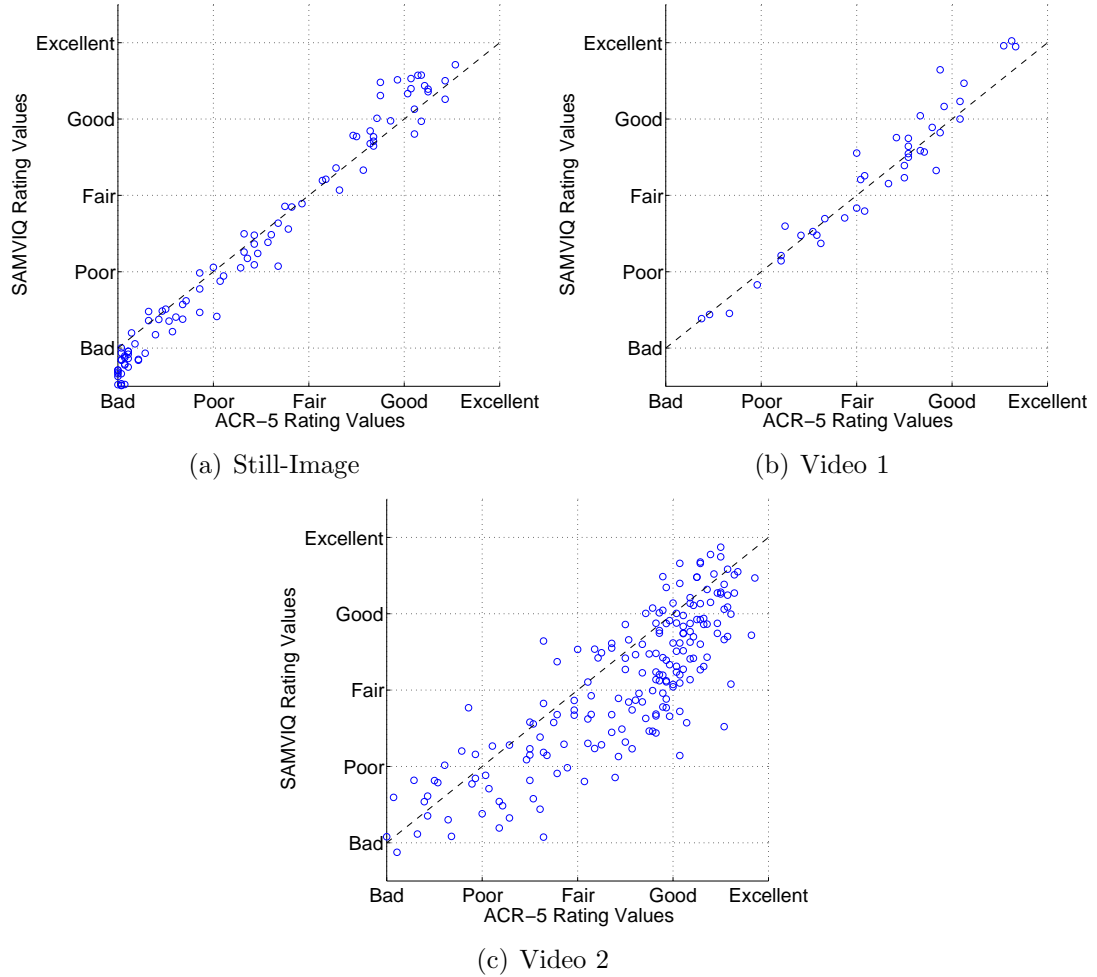 Excellent
Good
Fair
Poor
Bad
SAMVIQ Rating Values
Bad Poor Fair Good Excellent
ACR−5 Rating Values
(a) Still-Image
Excellent
Good
Fair
Poor
Bad
SAMVIQ Rating Values
Bad Poor Fair Good Excellent
ACR−5 Rating Values
(b) Video 1
Excellent
Good
Fair
Poor
Bad
SAMVIQ Rating Values
Bad Poor Fair Good Excellent
ACR−5 Rating Values
(c) Video 2